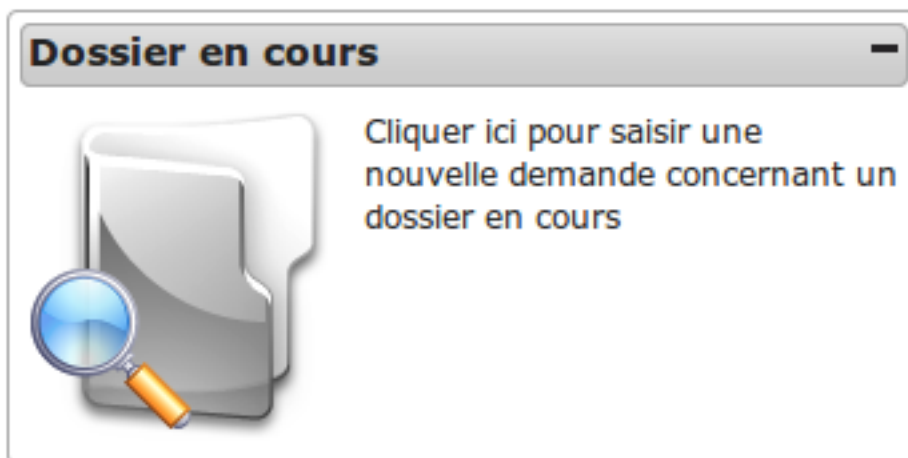 Dossier en cours
Cliquer ici pour saisir une
nouvelle demande concernant un
dossier en cours